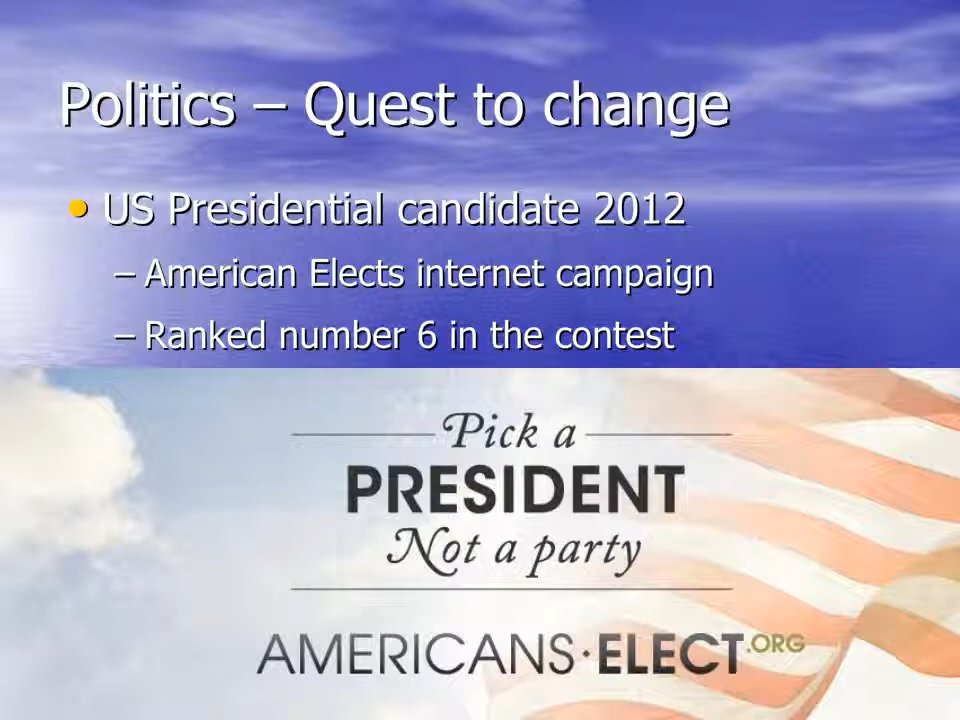 Politics – Quest to change
• US Presidential candidate 2012
– American Elects internet campaign
– Ranked number 6 in the contest
Pick a
PRESIDENT
Not a party
AMERICANS·ELECT.ORG